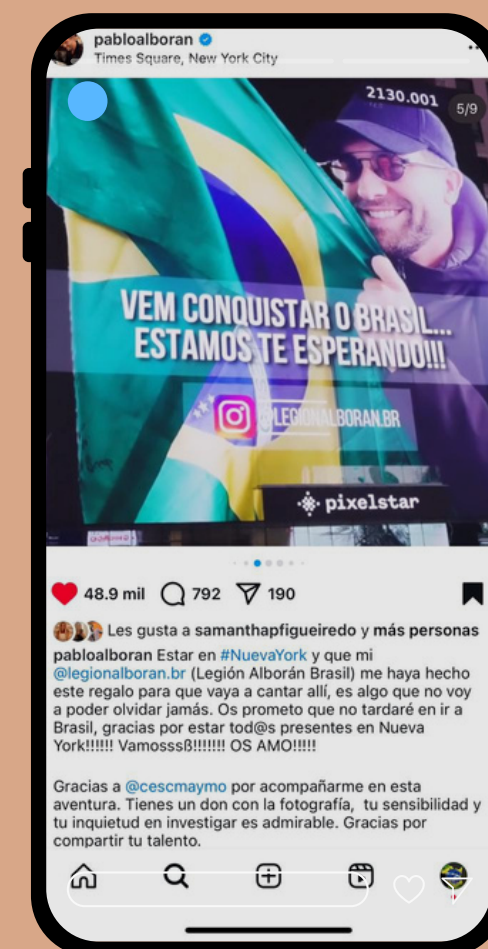 pabloalboran
Times Square, New York City
2130.001
5/9
VEM CONQUISTAR O BRASIL...
ESTAMOS TE ESPERANDO!!!
@LEGIONALBORAN.BR
pixelstar
48.9 mil 792 190
Les gusta a samanthapfigueiredo y más personas
pabloalboran Estar en #NuevaYork y que mi
@legionalboran.br (Legión Alborán Brasil) me haya hecho
este regalo para que vaya a cantar allí, es algo que no voy
a poder olvidar jamás. Os prometo que no tardaré en ir a
Brasil, gracias por estar tod@s presentes en Nueva
York!!!!!! Vamosssß!!!!!!! OS AMO!!!!!
Gracias a @cescmaymo por acompañarme en esta
aventura. Tienes un don con la fotografía, tu sensibilidad y
tu inquietud en investigar es admirable. Gracias por
compartir tu talento.